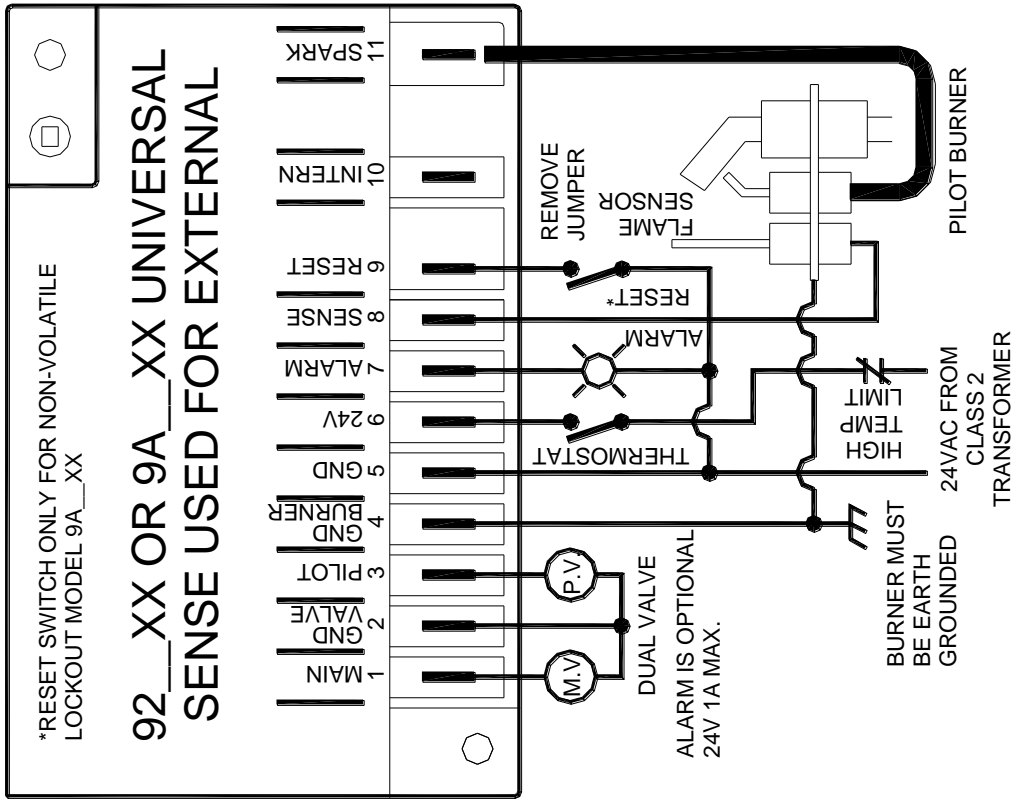 *RESET SWITCH ONLY FOR NON-VOLATILE
LOCKOUT MODEL 9A__XX
92__XX OR 9A__XX UNIVERSAL
SENSE USED FOR EXTERNAL
MAIN
1
VALVE
GND
2
PILOT
3
BURNER
GND
4
GND
5
24V
6
ALARM
7
SENSE
8
RESET
9
INTERN
10
SPARK
11
M.V.
P.V.
DUAL VALVE
ALARM IS OPTIONAL
24V 1A MAX.
THERMOSTAT
ALARM
RESET*
REMOVE
JUMPER
FLAME
SENSOR
PILOT BURNER
HIGH
TEMP
LIMIT
BURNER MUST
BE EARTH
GROUNDED
24VAC FROM
CLASS 2
TRANSFORMER